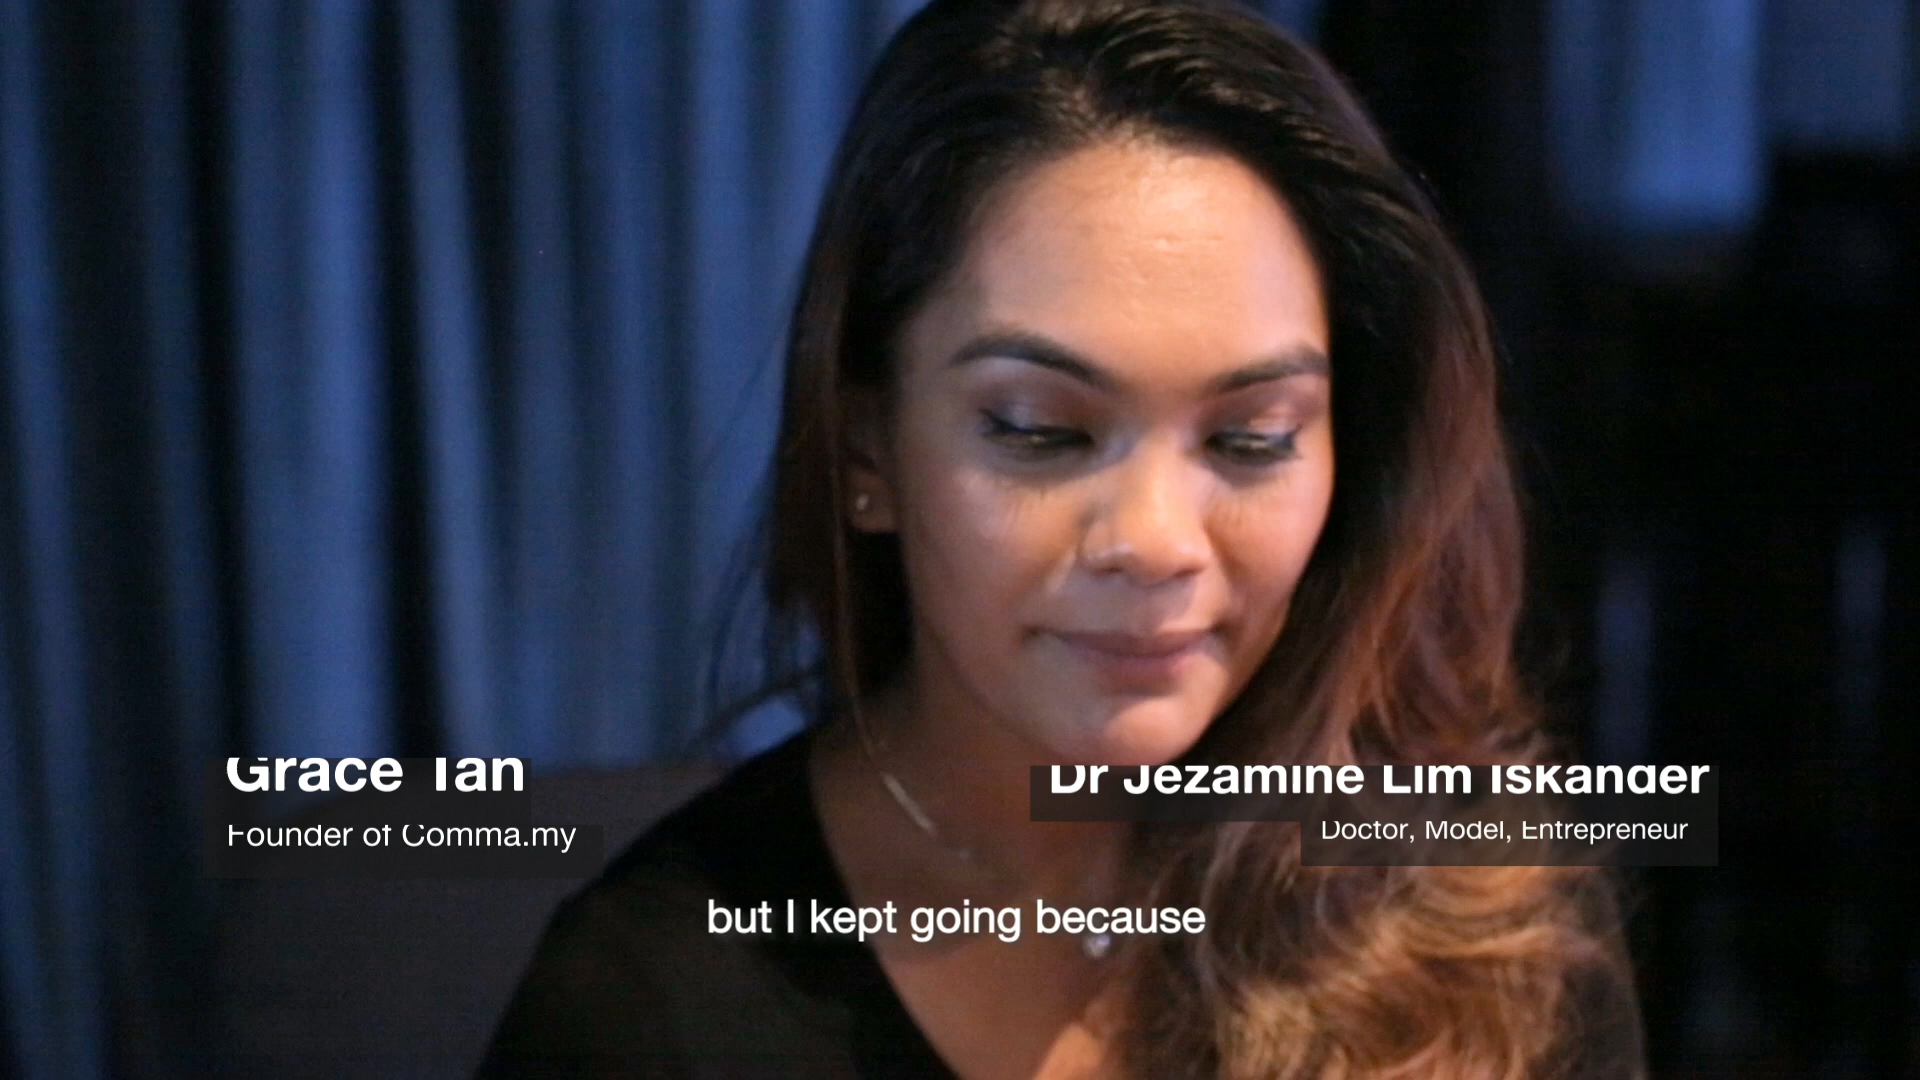 Grace Tan
Founder of Comma.my
Dr Jezamine Lim Iskander
Doctor, Model, Entrepreneur
but I kept going because